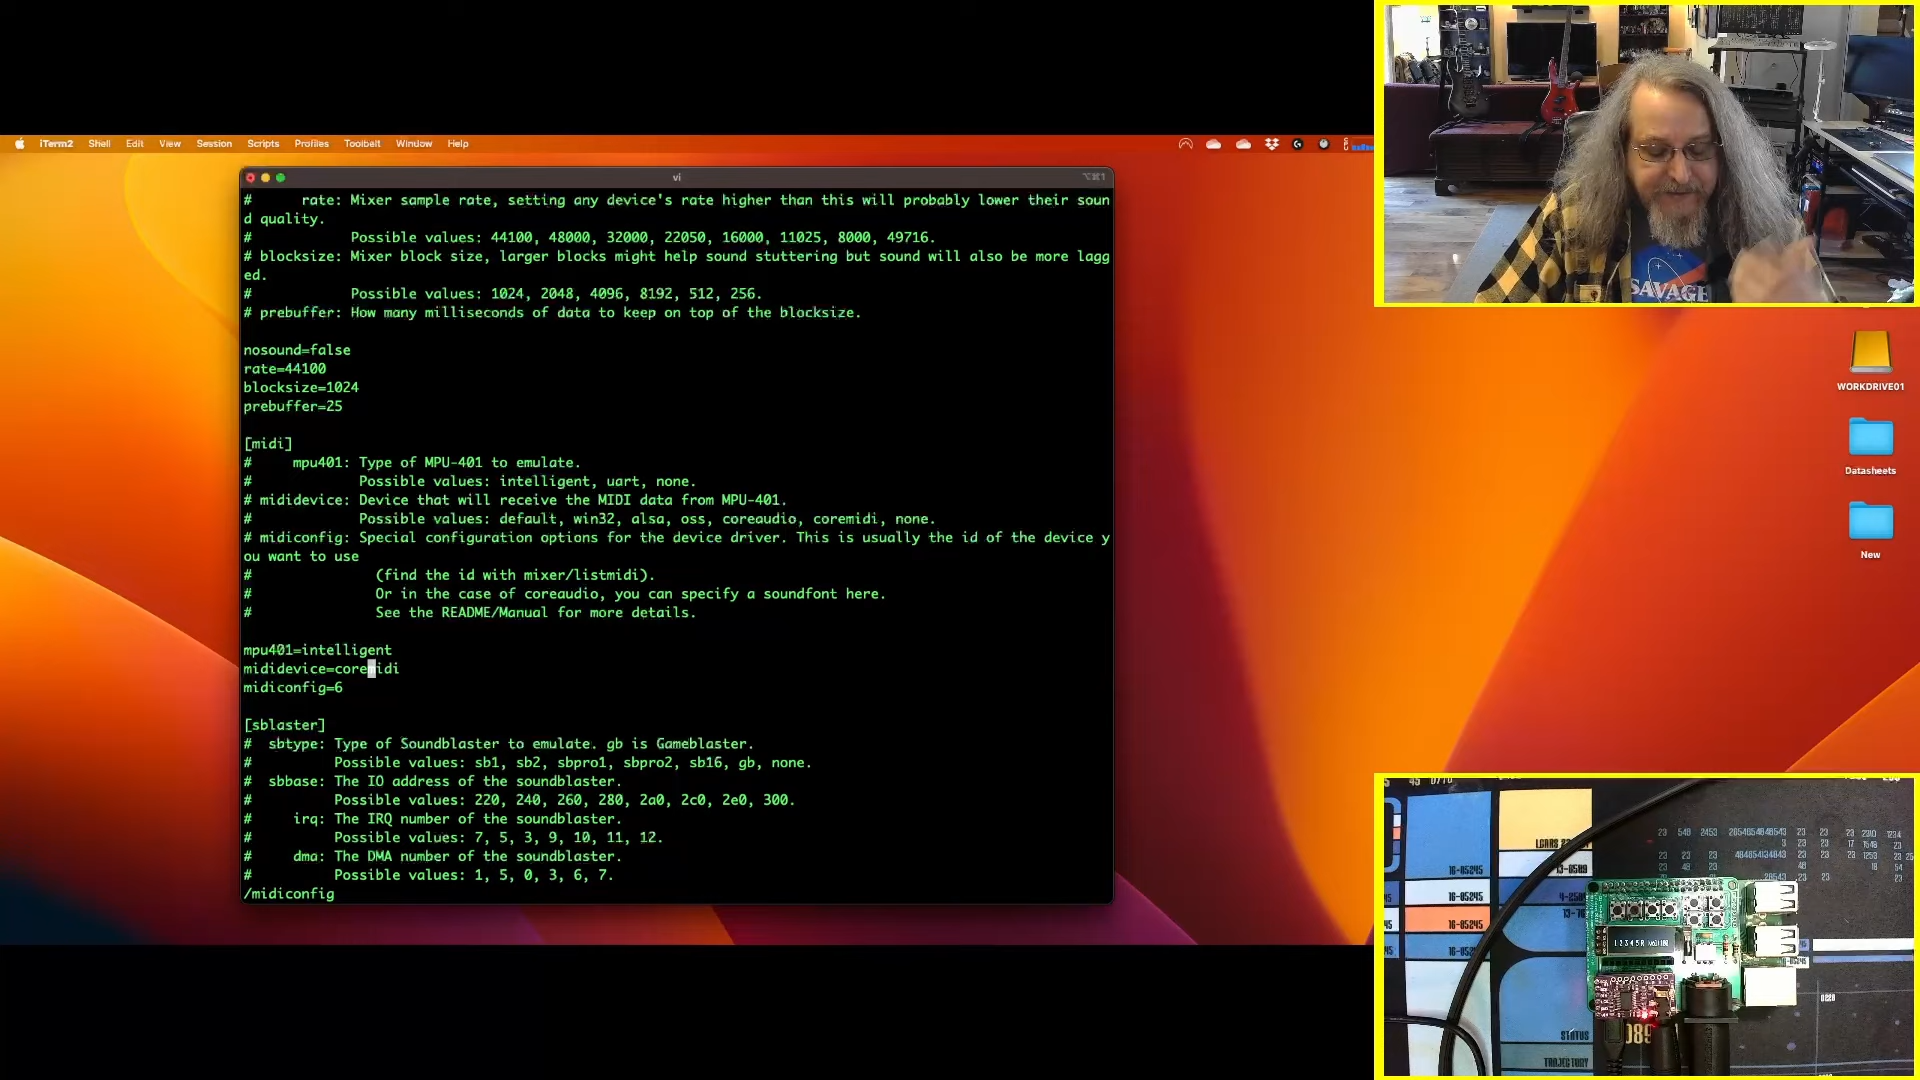 iTerm2 Shell Edit View Session Scripts Profiles Toolbelt Window Help
vi
⌥⌘1
#      rate: Mixer sample rate, setting any device's rate higher than this will probably lower their soun
d quality.
#            Possible values: 44100, 48000, 32000, 22050, 16000, 11025, 8000, 49716.
# blocksize: Mixer block size, larger blocks might help sound stuttering but sound will also be more lagg
ed.
#            Possible values: 1024, 2048, 4096, 8192, 512, 256.
# prebuffer: How many milliseconds of data to keep on top of the blocksize.
nosound=false
rate=44100
blocksize=1024
prebuffer=25
[midi]
#     mpu401: Type of MPU-401 to emulate.
#             Possible values: intelligent, uart, none.
# mididevice: Device that will receive the MIDI data from MPU-401.
#             Possible values: default, win32, alsa, oss, coreaudio, coremidi, none.
# midiconfig: Special configuration options for the device driver. This is usually the id of the device y
ou want to use
#               (find the id with mixer/listmidi).
#               Or in the case of coreaudio, you can specify a soundfont here.
#               See the README/Manual for more details.
mpu401=intelligent
mididevice=coremidi
midiconfig=6
[sblaster]
#  sbtype: Type of Soundblaster to emulate. gb is Gameblaster.
#          Possible values: sb1, sb2, sbpro1, sbpro2, sb16, gb, none.
#  sbbase: The IO address of the soundblaster.
#          Possible values: 220, 240, 260, 280, 2a0, 2c0, 2e0, 300.
#     irq: The IRQ number of the soundblaster.
#          Possible values: 7, 5, 3, 9, 10, 11, 12.
#     dma: The DMA number of the soundblaster.
#          Possible values: 1, 5, 0, 3, 6, 7.
/midiconfig
SAVAGE
WORKDRIVE01
Datasheets
New
LCARS
16-85245
16-85245
16-85245
16-85245
STATUS
TRAJECTORY